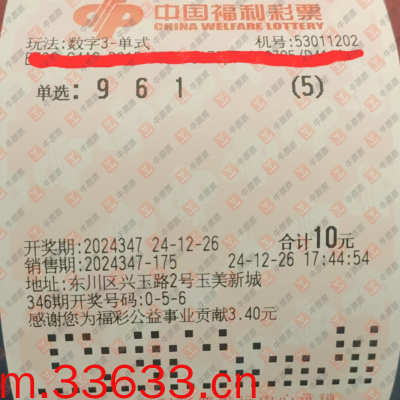 中国福利彩票
CHINA WELFARE LOTTERY
玩法:数字3-单式 机号:53011202
单选: 9 6 1 (5)
开奖期:2024347 24-12-26 合计10元
销售期:2024347-175 24-12-26 17:44:54
地址:东川区兴玉路2号玉美新城
346期开奖号码:0-5-6
感谢您为福彩公益事业贡献3.40元
m.33633.cn